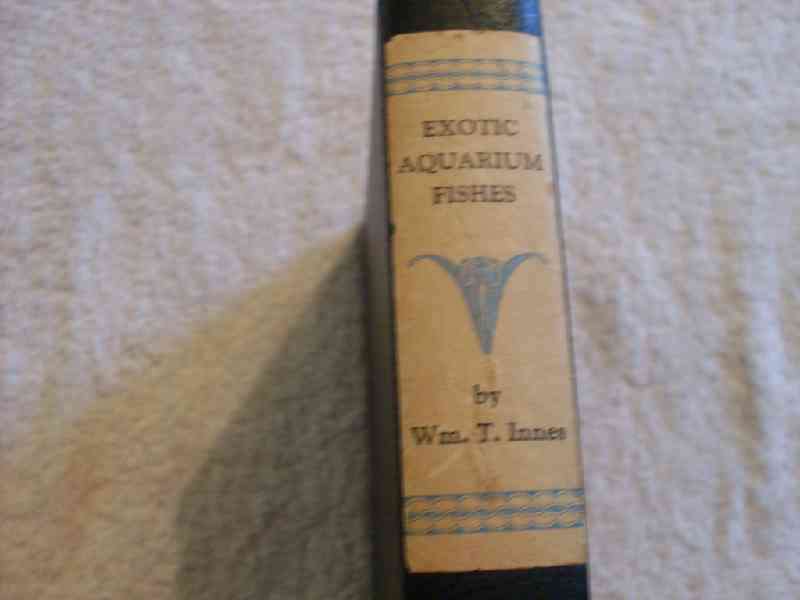 EXOTIC
AQUARIUM
FISHES
by
Wm. T. Innes